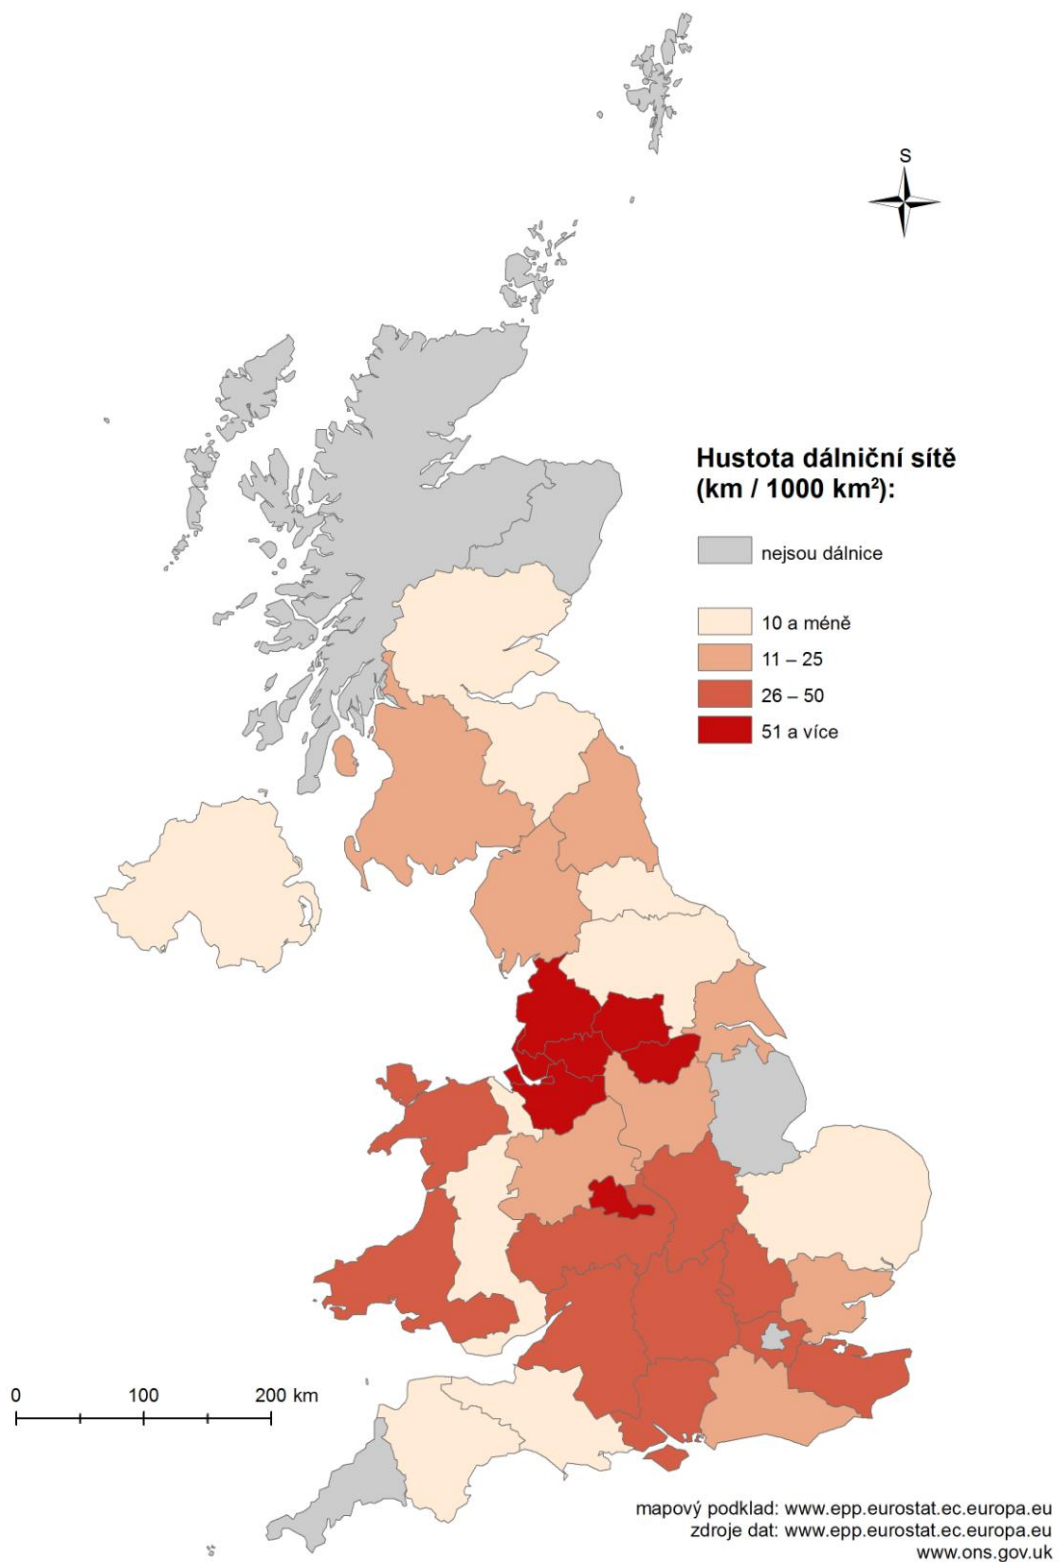 S
Hustota dálniční sítě
(km / 1000 km²):
nejsou dálnice
10 a méně
11 – 25
26 – 50
51 a více
0 100 200 km
mapový podklad: www.epp.eurostat.ec.europa.eu
zdroje dat: www.epp.eurostat.ec.europa.eu
www.ons.gov.uk